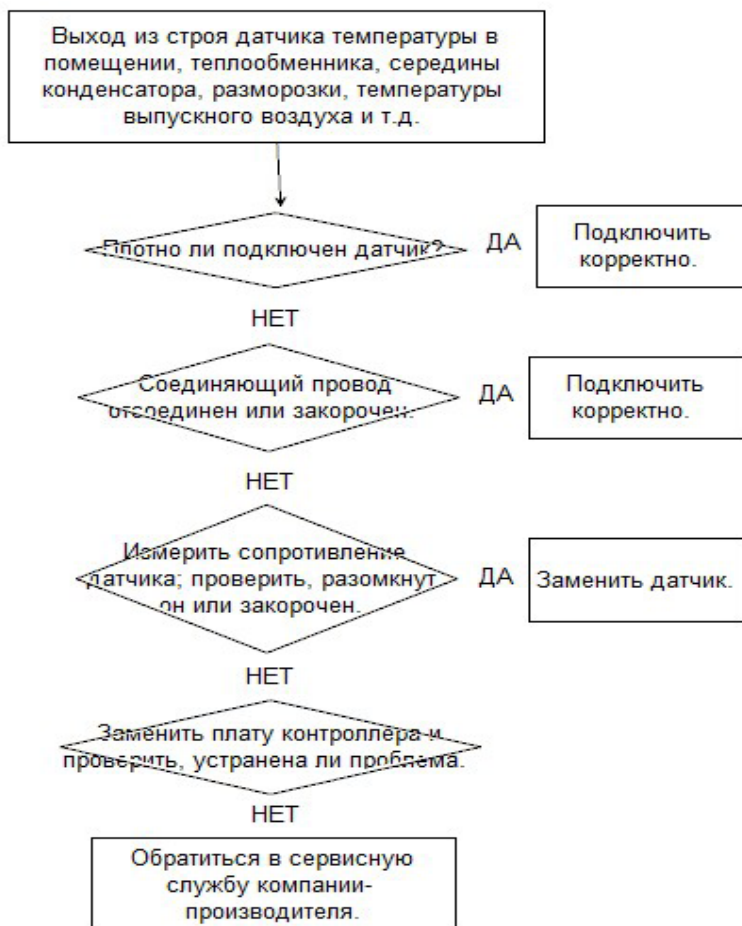 Выход из строя датчика температуры в
помещении, теплообменника, середины
конденсатора, разморозки, температуры
выпускного воздуха и т.д.
Плотно ли подключен датчик?
ДА
Подключить
корректно.
НЕТ
Соединяющий провод
отсоединен или закорочен.
ДА
Подключить
корректно.
НЕТ
Измерить сопротивление
датчика; проверить, разомкнут
он или закорочен.
ДА
Заменить датчик.
НЕТ
Заменить плату контроллера и
проверить, устранена ли проблема.
НЕТ
Обратиться в сервисную
службу компании-
производителя.